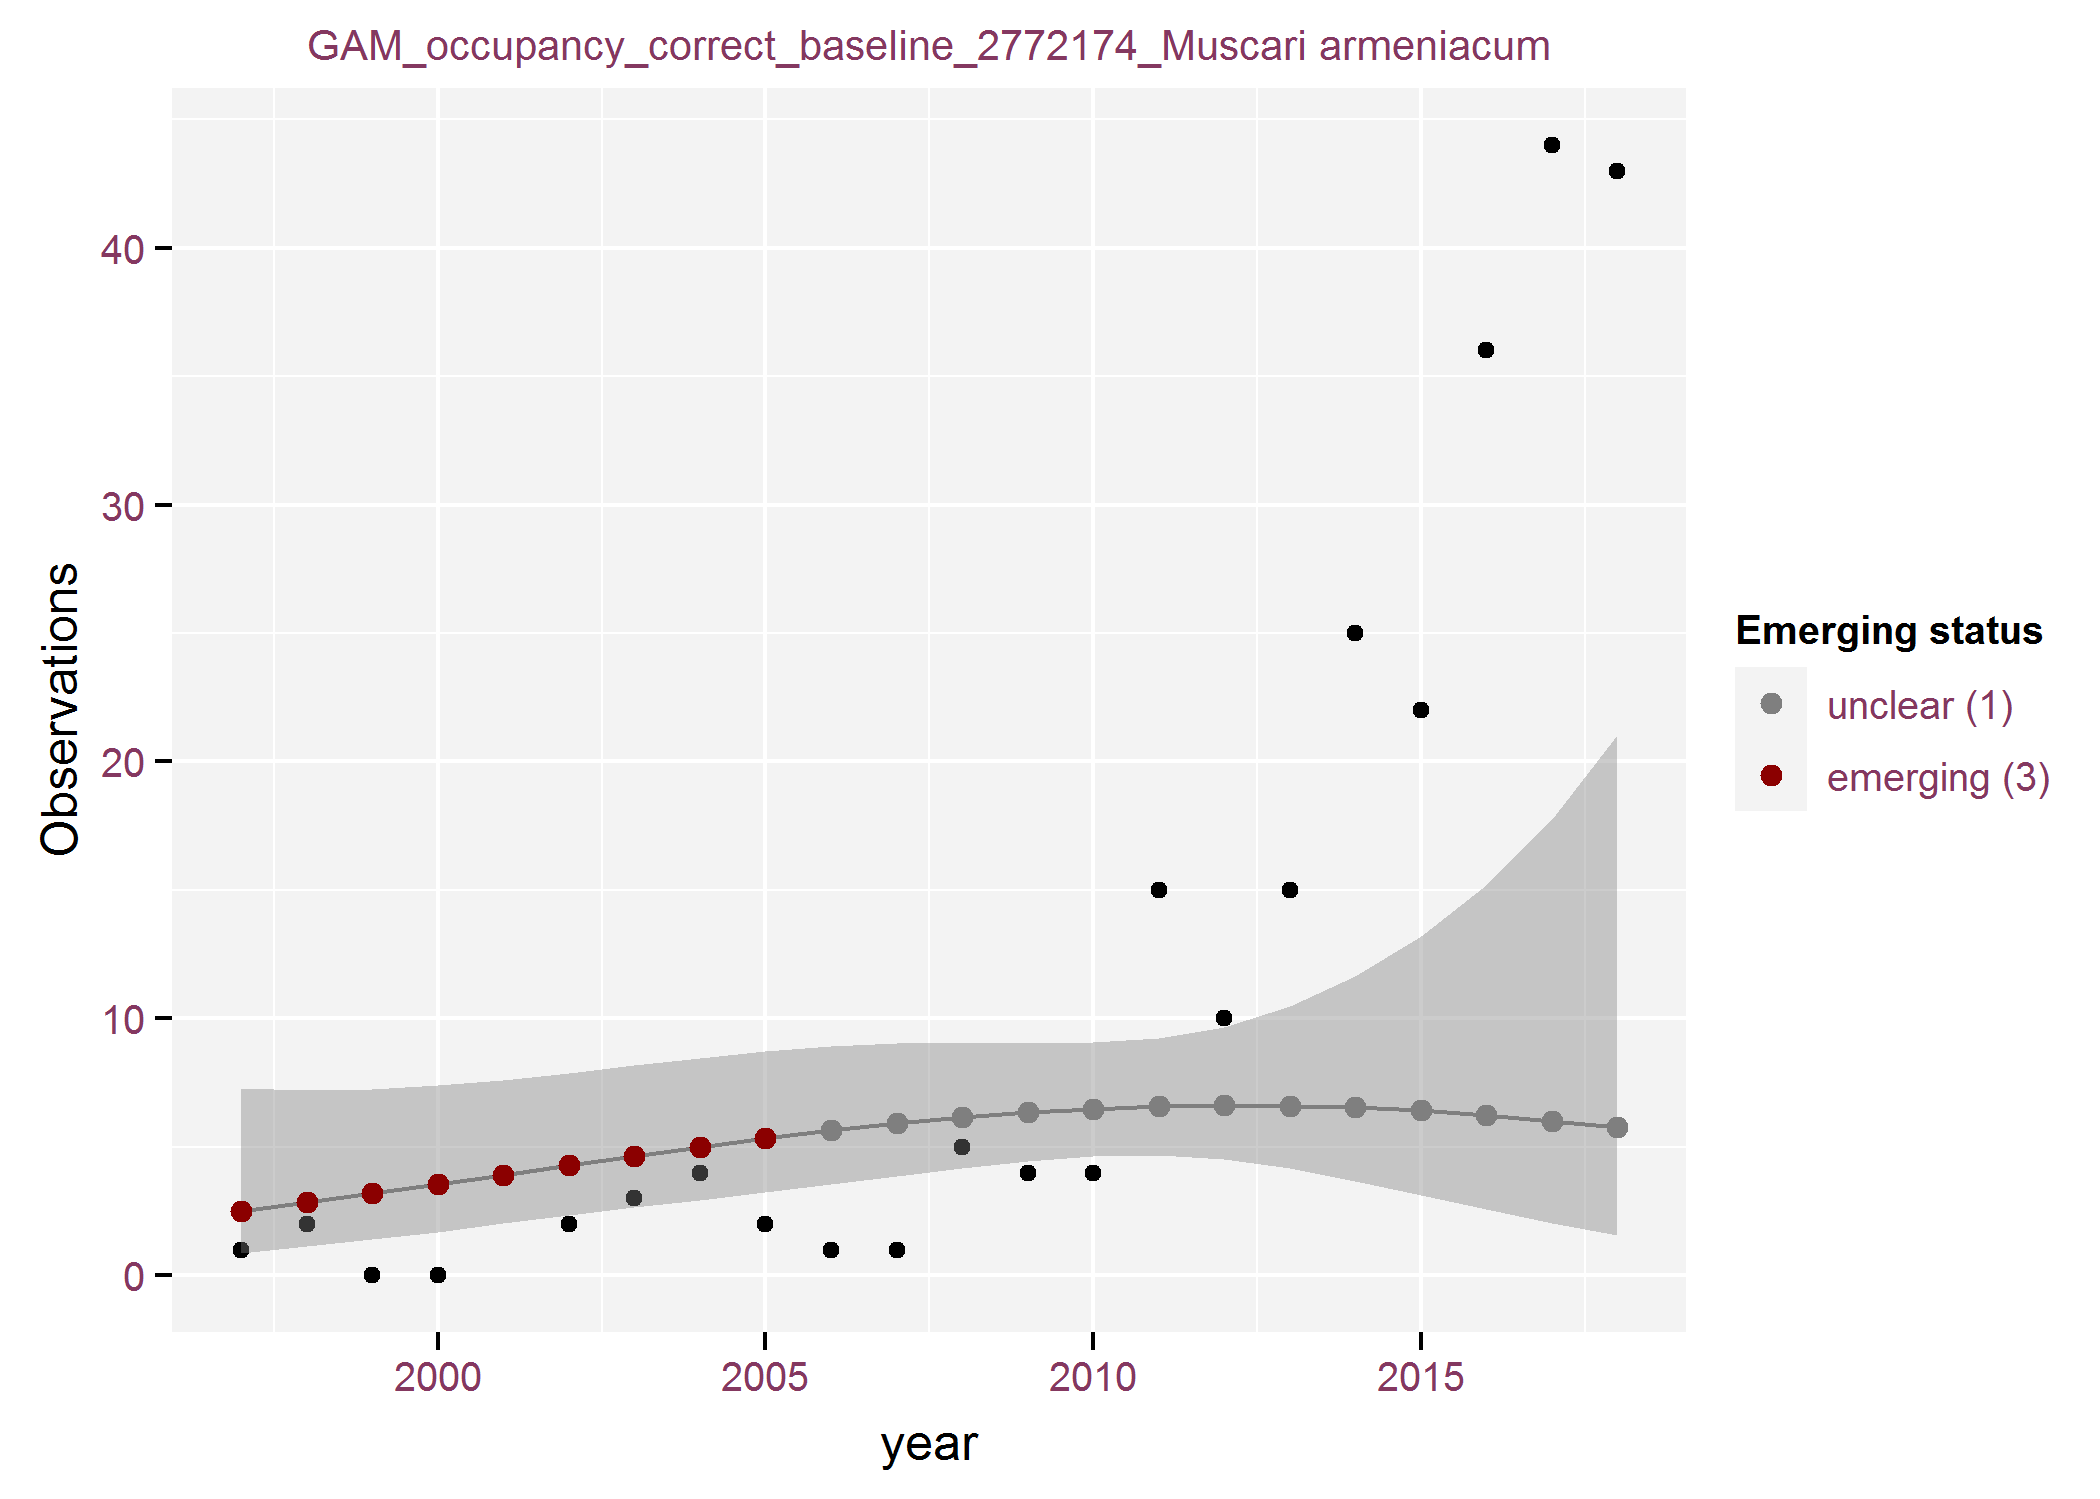 GAM_occupancy_correct_baseline_2772174_Muscari armeniacum
40
30
20
10
0
Observations
2000
2005
2010
2015
year
Emerging status
unclear (1)
emerging (3)